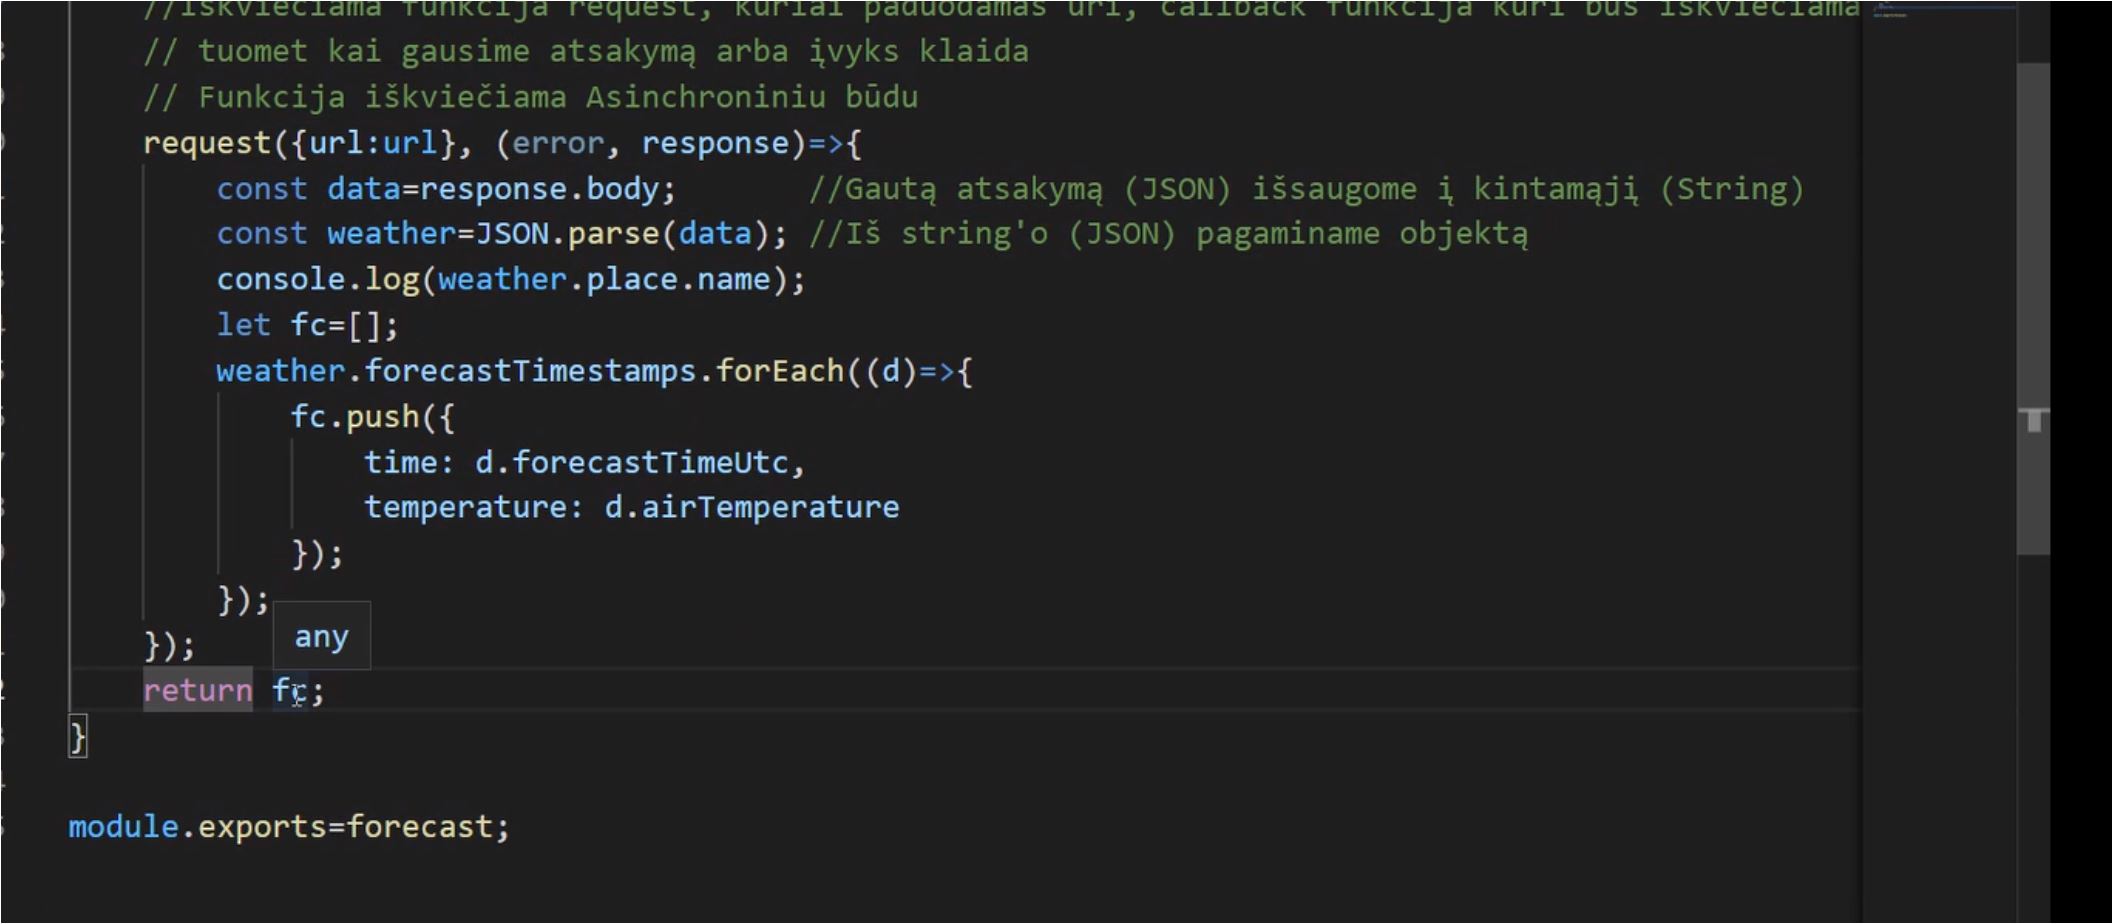 //Iškviečiama funkcija request, kuriai paduodamas url, callback funkcija kuri bus iškviečiama
// tuomet kai gausime atsakymą arba įvyks klaida
// Funkcija iškviečiama Asinchroniniu būdu
request({url:url}, (error, response)=>{
const data=response.body; //Gautą atsakymą (JSON) išsaugome į kintamąjį (String)
const weather=JSON.parse(data); //Iš string'o (JSON) pagaminame objektą
console.log(weather.place.name);
let fc=[];
weather.forecastTimestamps.forEach((d)=>{
fc.push({
time: d.forecastTimeUtc,
temperature: d.airTemperature
});
});
any
});
return fc;
}
module.exports=forecast;